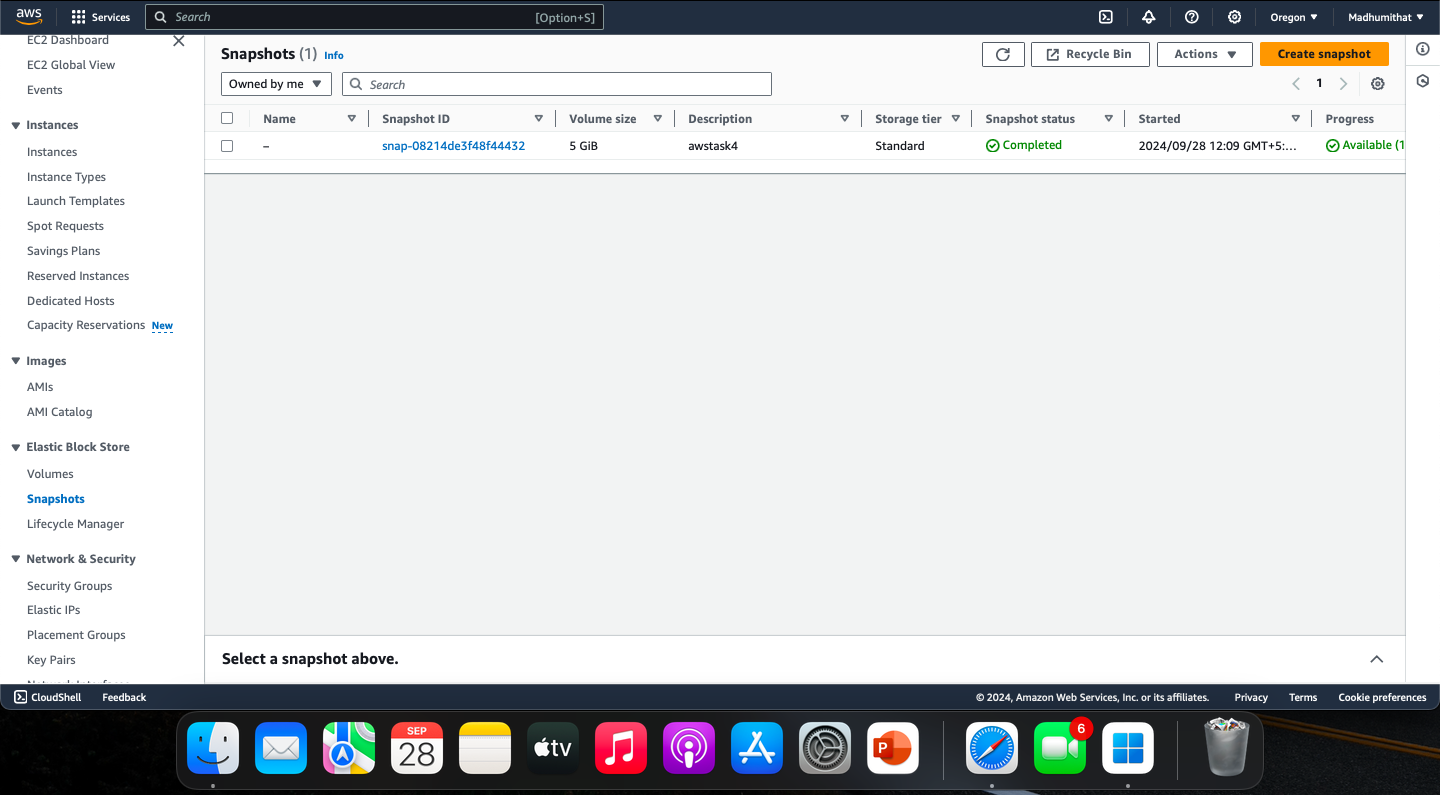 aws Services Search [Option+S] Oregon Madhumithat
EC2 Dashboard
EC2 Global View
Events
Instances
Instances
Instance Types
Launch Templates
Spot Requests
Savings Plans
Reserved Instances
Dedicated Hosts
Capacity Reservations New
Images
AMIs
AMI Catalog
Elastic Block Store
Volumes
Snapshots
Lifecycle Manager
Network & Security
Security Groups
Elastic IPs
Placement Groups
Key Pairs
Network Interfaces
Snapshots (1) Info Recycle Bin Actions Create snapshot
Owned by me Search 1
Name Snapshot ID Volume size Description Storage tier Snapshot status Started Progress
– snap-08214de3f48f44432 5 GiB awstask4 Standard Completed 2024/09/28 12:09 GMT+5:... Available (1
Select a snapshot above.
CloudShell Feedback © 2024, Amazon Web Services, Inc. or its affiliates. Privacy Terms Cookie preferences
SEP
28
tv
P
6